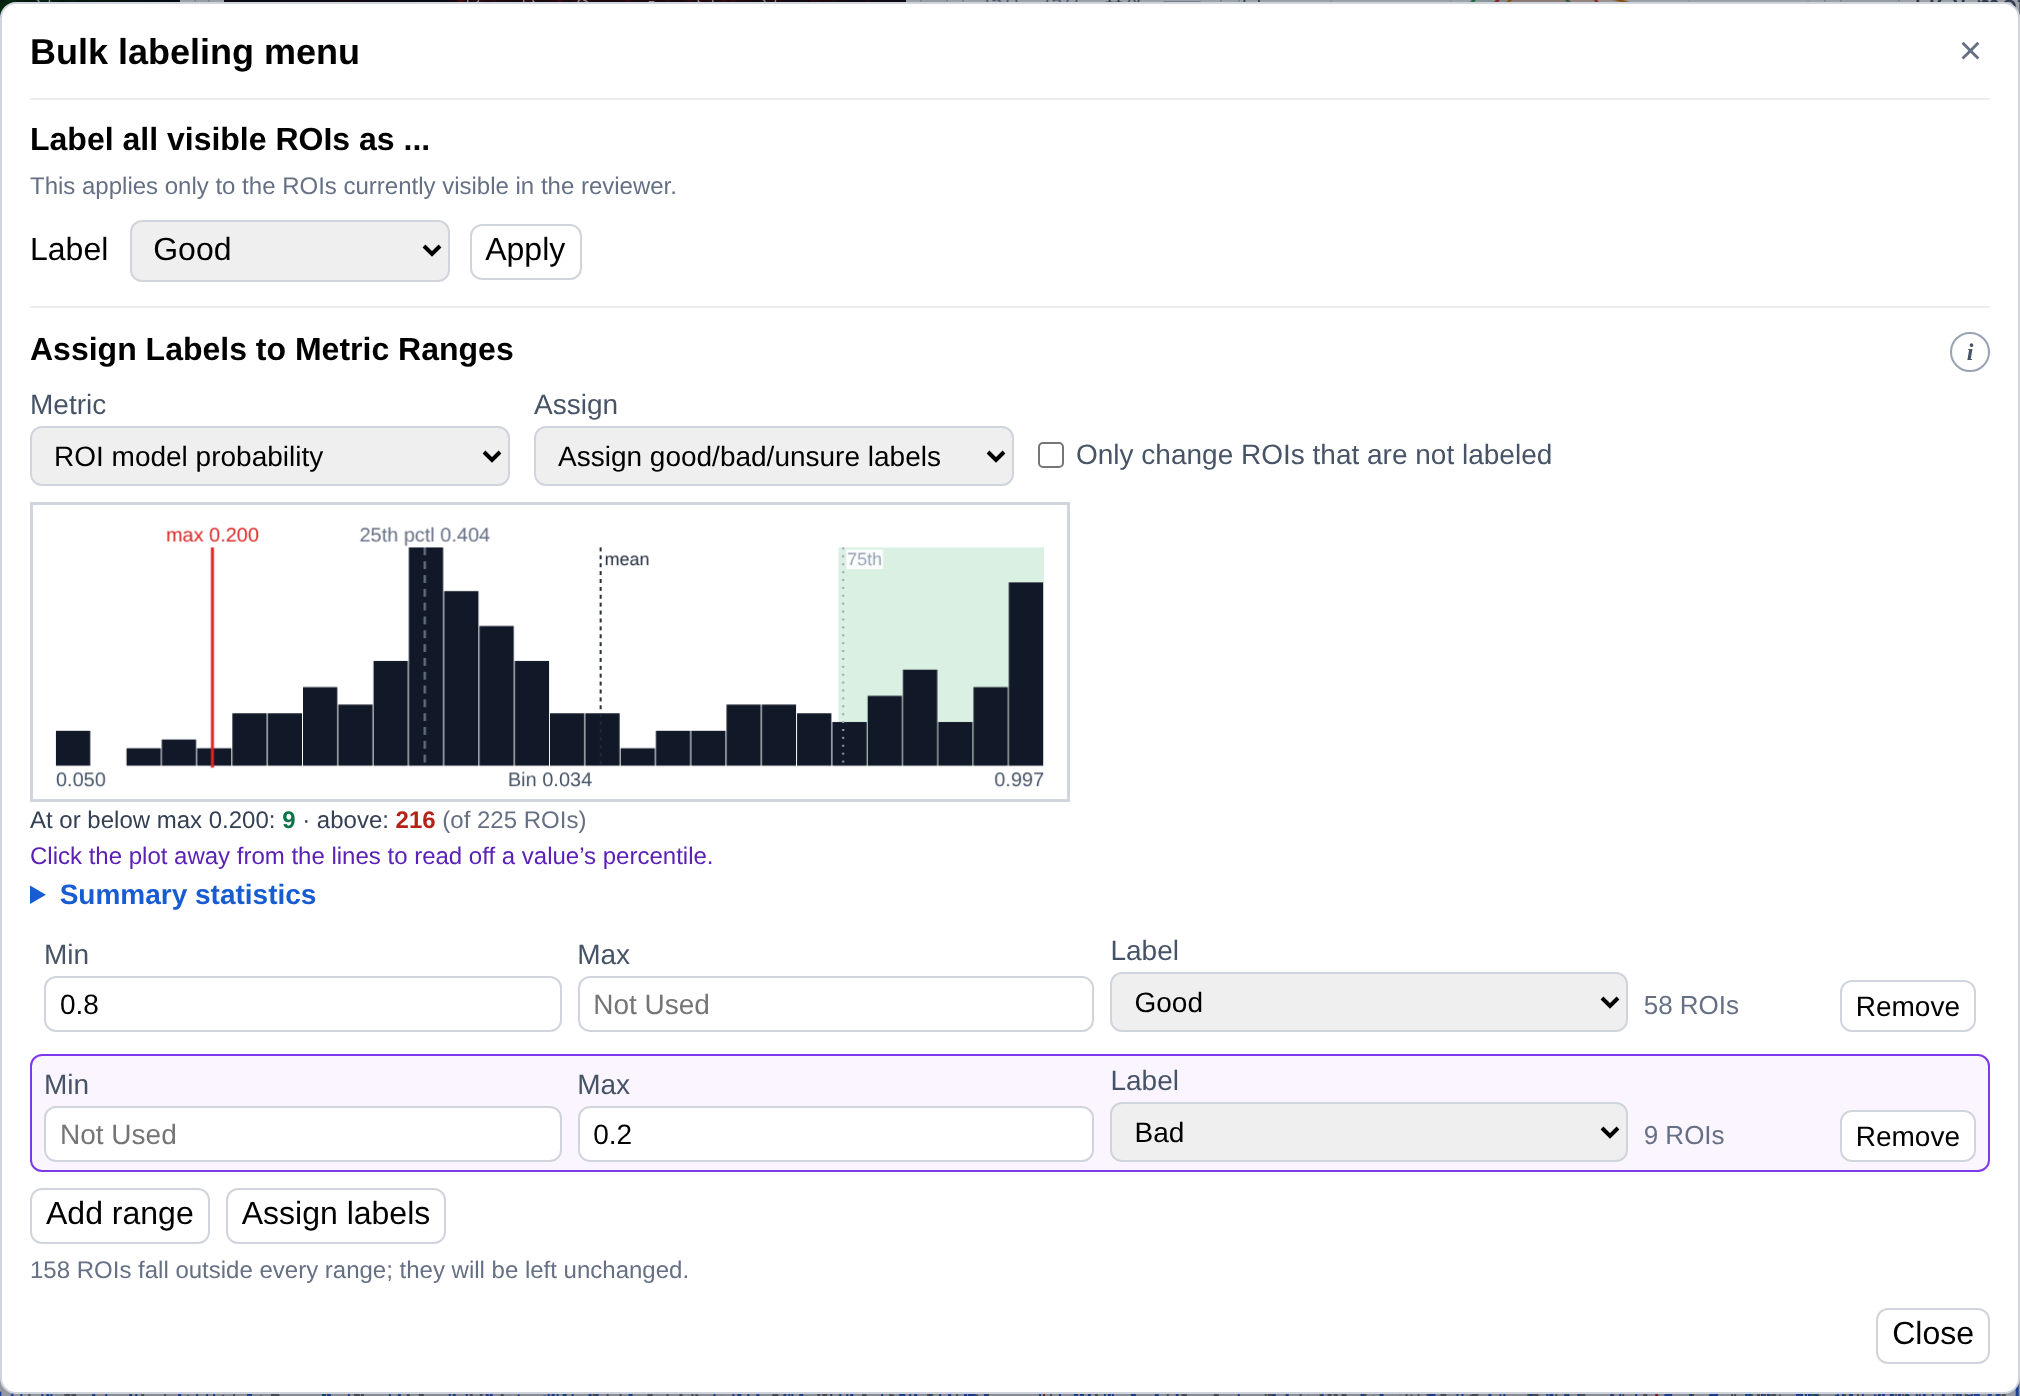 Bulk labeling menu
×
Label all visible ROIs as ...
This applies only to the ROIs currently visible in the reviewer.
Label Good Apply
Assign Labels to Metric Ranges
i
Metric Assign
ROI model probability Assign good/bad/unsure labels Only change ROIs that are not labeled
max 0.200 25th pctl 0.404
mean 75th
0.050 Bin 0.034 0.997
At or below max 0.200: 9 · above: 216 (of 225 ROIs)
Click the plot away from the lines to read off a value’s percentile.
Summary statistics
Min Max Label
0.8 Not Used Good 58 ROIs Remove
Min Max Label
Not Used 0.2 Bad 9 ROIs Remove
Add range Assign labels
158 ROIs fall outside every range; they will be left unchanged.
Close